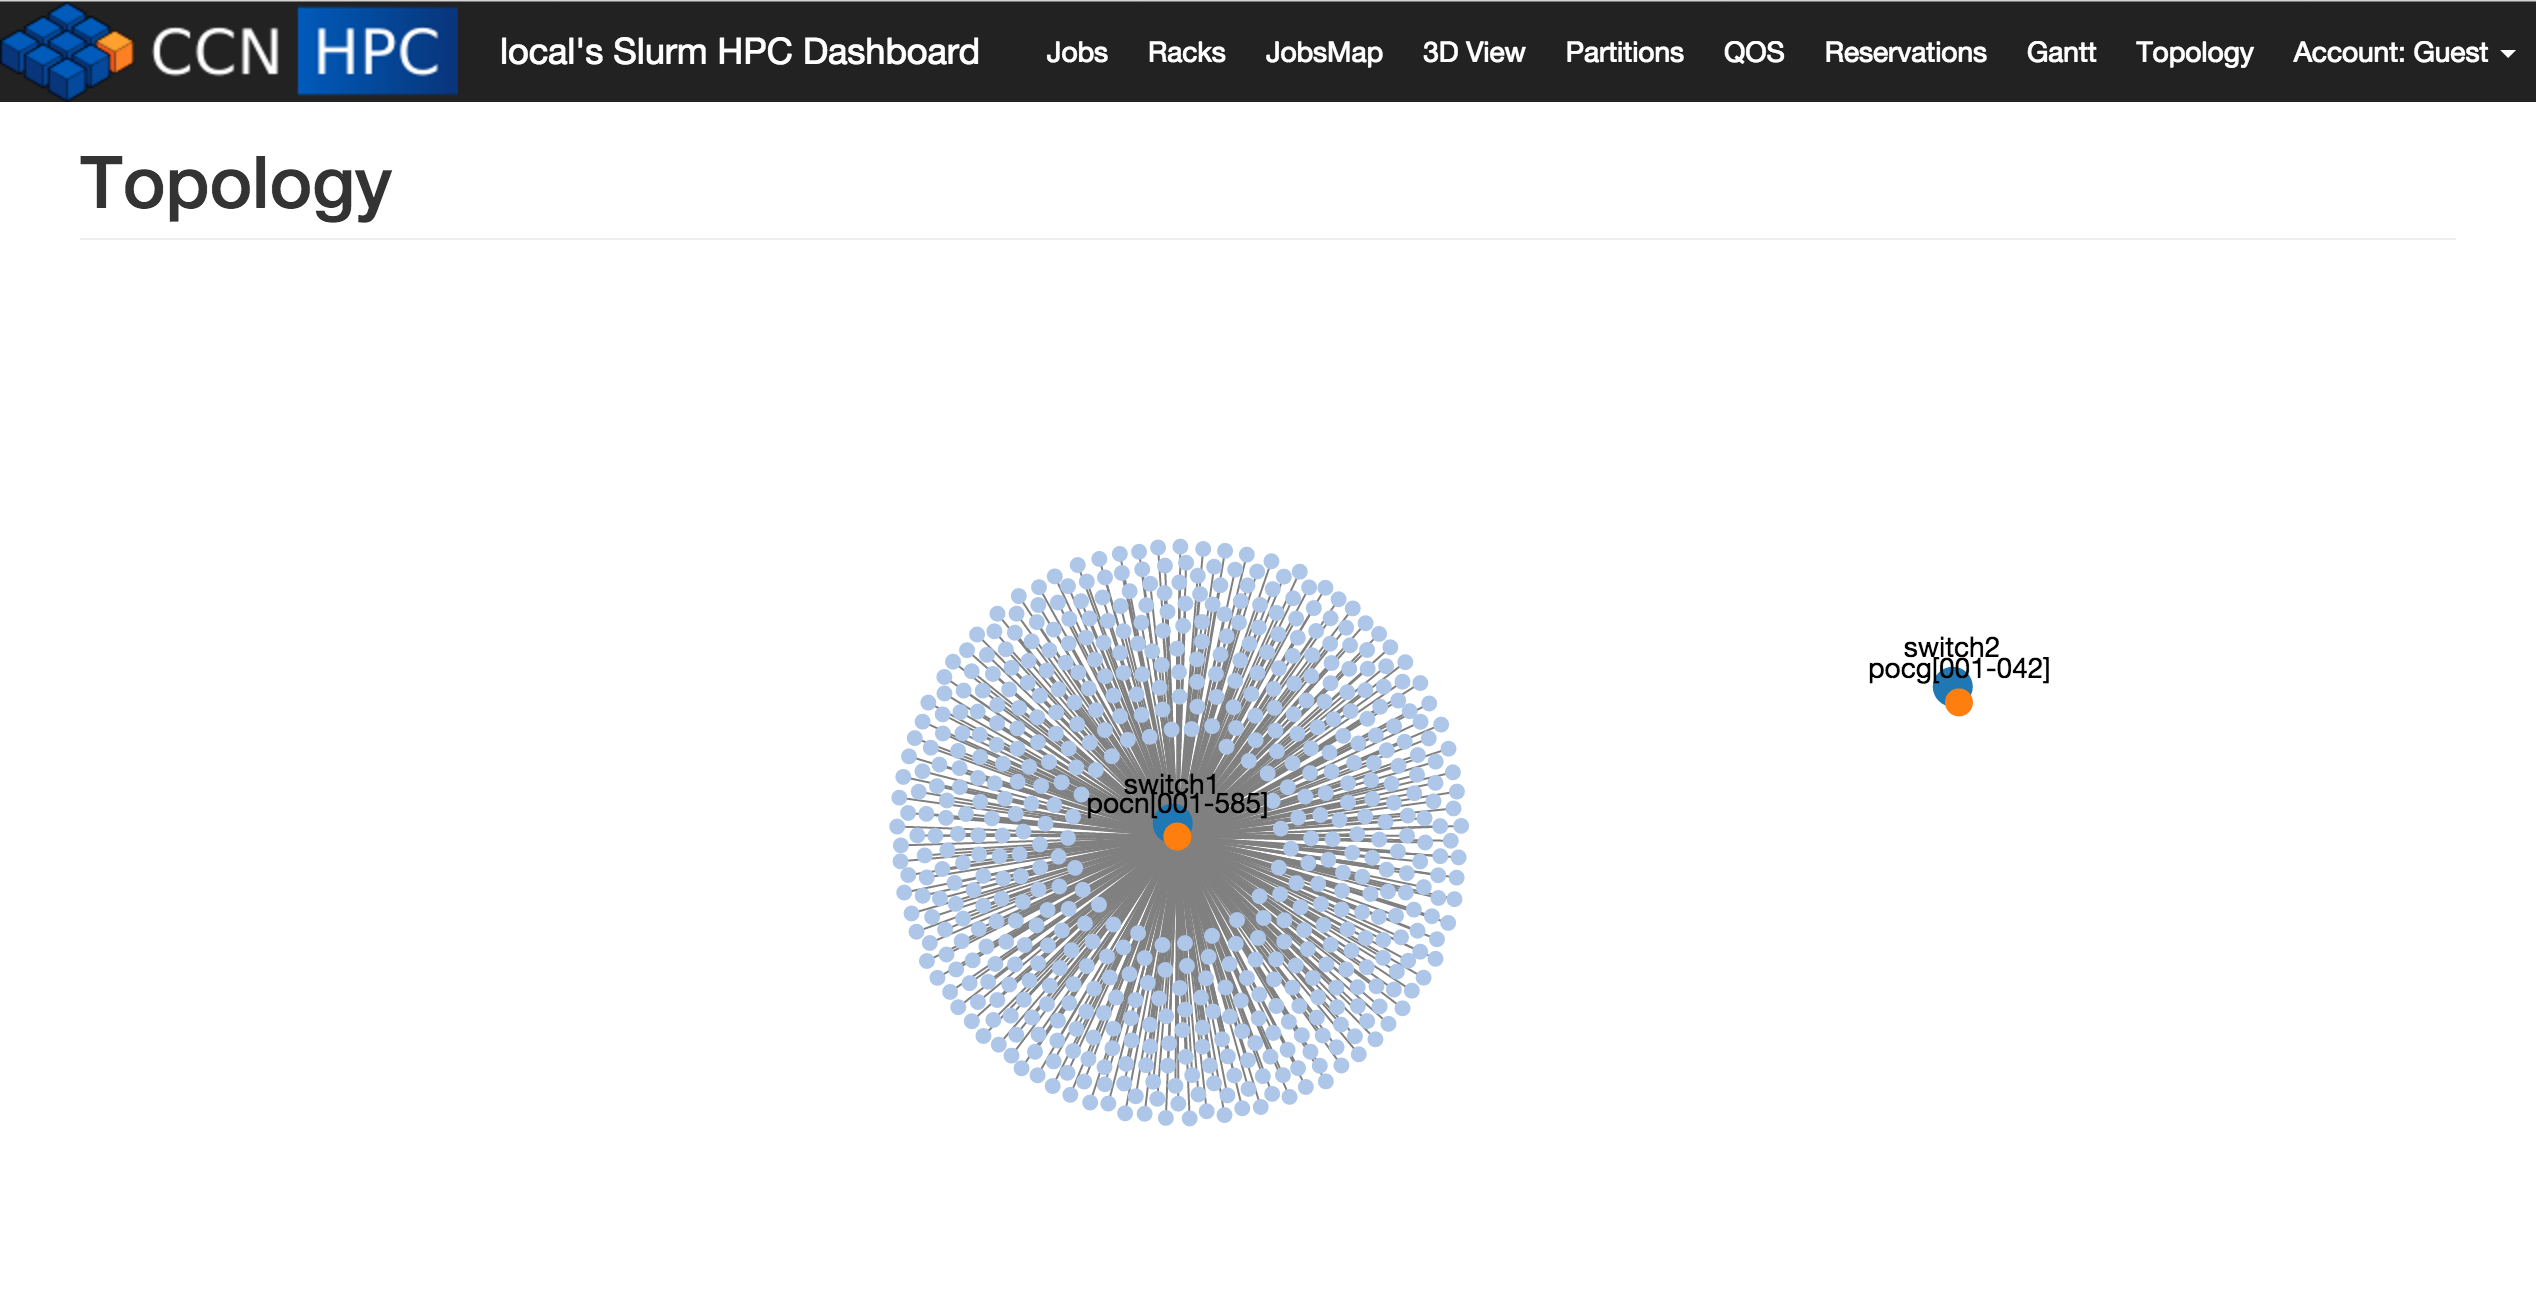 CCN HPC local's Slurm HPC Dashboard Jobs Racks JobsMap 3D View Partitions QOS Reservations Gantt Topology Account: Guest
Topology
switch2
pocg[001-042]
switch1
pocn[001-585]